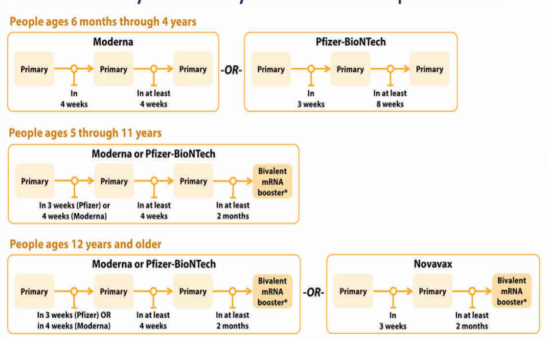 People ages 6 months through 4 years
Moderna
Primary
Primary
Primary
In
4 weeks
In at least
4 weeks
-OR-
Pfizer-BioNTech
Primary
Primary
Primary
In
3 weeks
In at least
8 weeks
People ages 5 through 11 years
Moderna or Pfizer-BioNTech
Primary
Primary
Primary
Bivalent
mRNA
booster*
In 3 weeks (Pfizer) or
4 weeks (Moderna)
In at least
4 weeks
In at least
2 months
People ages 12 years and older
Moderna or Pfizer-BioNTech
Primary
Primary
Primary
Bivalent
mRNA
booster*
In 3 weeks (Pfizer) OR
in 4 weeks (Moderna)
In at least
4 weeks
In at least
2 months
-OR-
Novavax
Primary
Primary
Bivalent
mRNA
booster*
In
3 weeks
In at least
2 months